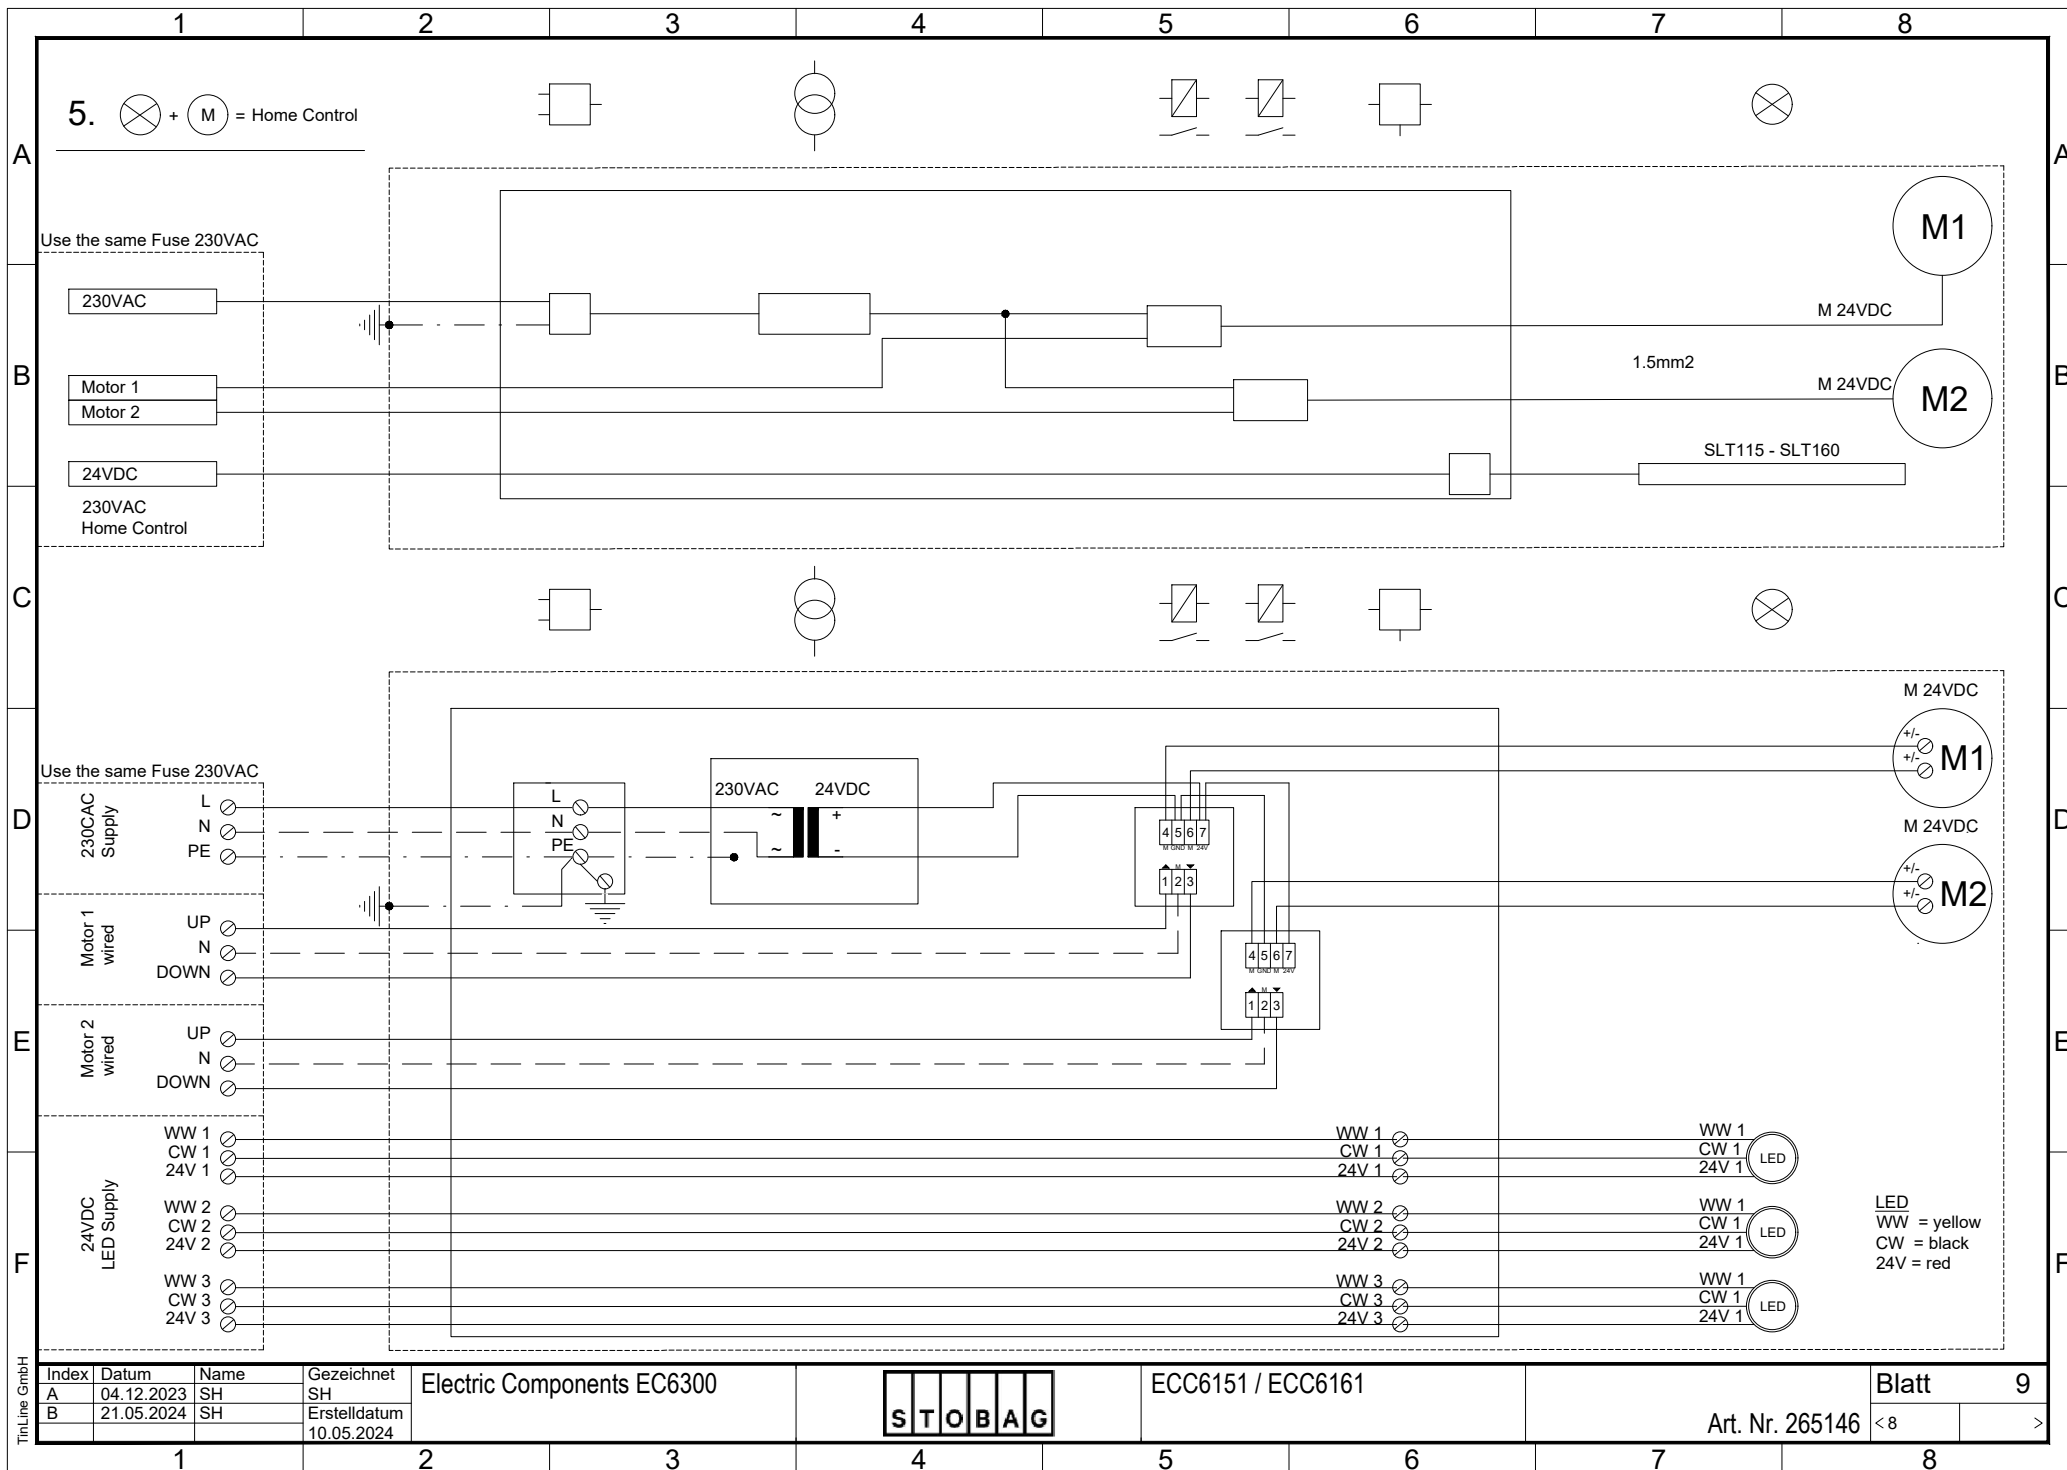 1 2 3 4 5 6 7 8
A A
5. + M = Home Control
Use the same Fuse 230VAC
M1
B B
230VAC
M 24VDC
1.5mm2
Motor 1
Motor 2
M 24VDC
M2
24VDC
SLT115 - SLT160
230VAC
Home Control
C C
M 24VDC
Use the same Fuse 230VAC
+/-
+/-
M1
D D
230CAC
Supply
L
N
PE
L
N
PE
230VAC 24VDC
~ +
~ -
4 5 6 7
M GND M 24V
M
1 2 3
M 24VDC
+/-
+/-
M2
Motor 1
wired
UP
N
DOWN
4 5 6 7
M GND M 24V
M
1 2 3
E E
Motor 2
wired
UP
N
DOWN
24VDC
LED Supply
WW 1 WW 1 WW 1
CW 1 CW 1 CW 1 LED
24V 1 24V 1 24V 1
WW 2 WW 2 WW 1
CW 2 CW 2 CW 1 LED
24V 2 24V 2 24V 1
WW 3 WW 3 WW 1
CW 3 CW 3 CW 1 LED
24V 3 24V 3 24V 1
LED
WW = yellow
CW = black
24V = red
F F
TinLine GmbH
Index Datum Name Gezeichnet
A 04.12.2023 SH SH
B 21.05.2024 SH Erstelldatum
10.05.2024
Electric Components EC6300
STOBAG
ECC6151 / ECC6161
Art. Nr. 265146
Blatt 9
< 8 >
1 2 3 4 5 6 7 8